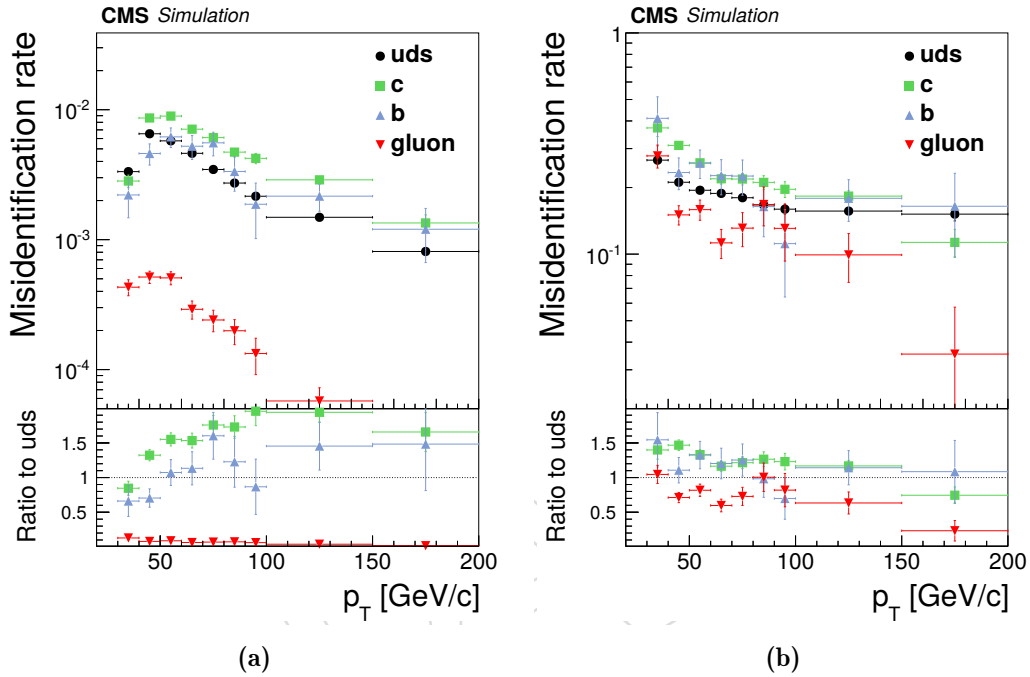 CMS Simulation
Misidentification rate
10^-2
10^-3
10^-4
uds
c
b
gluon
Ratio to uds
1.5
1
0.5
50 100 150 200
p_T [GeV/c]
(a)
CMS Simulation
Misidentification rate
1
10^-1
uds
c
b
gluon
Ratio to uds
1.5
1
0.5
50 100 150 200
p_T [GeV/c]
(b)